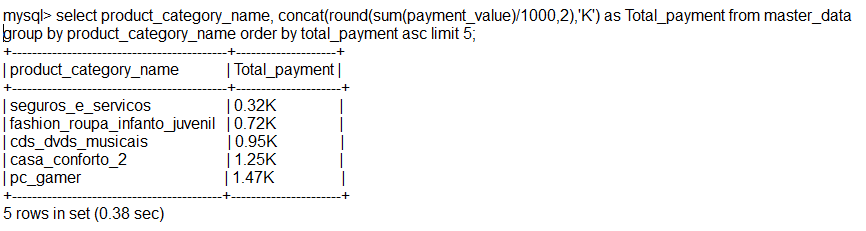 mysql> select product_category_name, concat(round(sum(payment_value)/1000,2),'K') as Total_payment from master_data
group by product_category_name order by total_payment asc limit 5;
+-----------------------------------------+--------------------+
| product_category_name | Total_payment |
+-----------------------------------------+---------------------+
| seguros_e_servicos | 0.32K |
| fashion_roupa_infanto_juvenil | 0.72K |
| cds_dvds_musicais | 0.95K |
| casa_conforto_2 | 1.25K |
| pc_gamer | 1.47K |
+----------------------------------------+----------------------+
5 rows in set (0.38 sec)